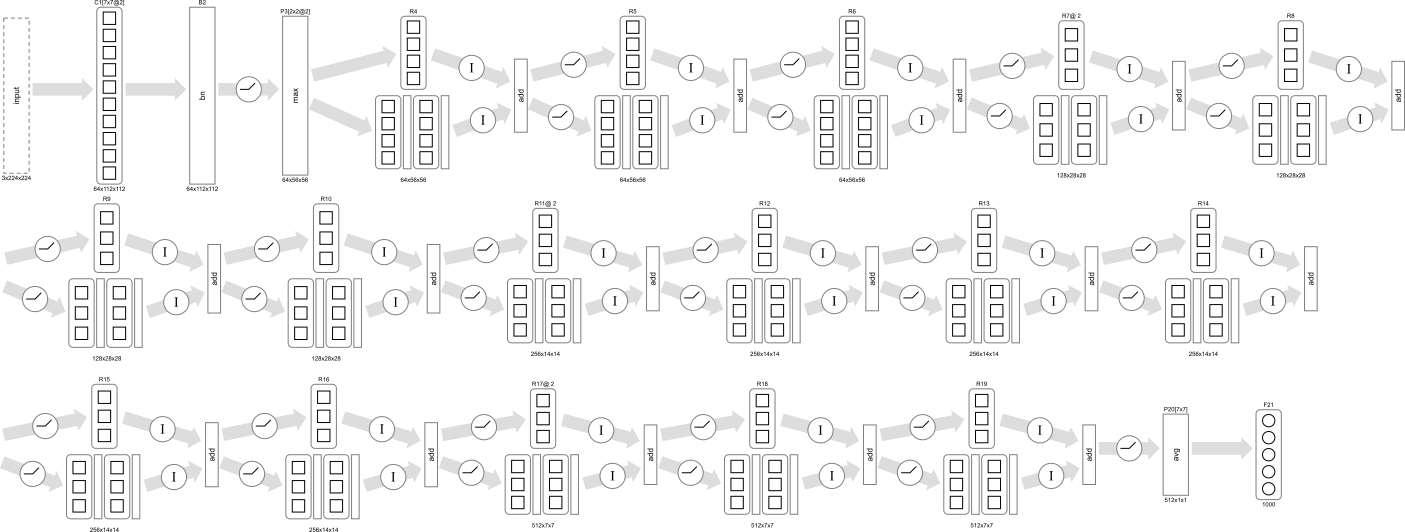 C1[7x7@2]
B2
P3[2x2@2]
R4
R5
R6
R7@ 2
R8
input
bn
max
I
I
add
I
I
add
I
I
add
I
I
add
I
I
add
3x224x224
64x112x112
64x112x112
64x56x56
64x56x56
64x56x56
64x56x56
128x28x28
128x28x28
R9
R10
R11@ 2
R12
R13
R14
I
I
add
I
I
add
I
I
add
I
I
add
I
I
add
I
I
add
128x28x28
128x28x28
256x14x14
256x14x14
256x14x14
256x14x14
R15
R16
R17@ 2
R18
R19
P20[7x7]
F21
I
I
add
I
I
add
I
I
add
I
I
add
I
I
add
avg
256x14x14
256x14x14
512x7x7
512x7x7
512x7x7
512x1x1
1000